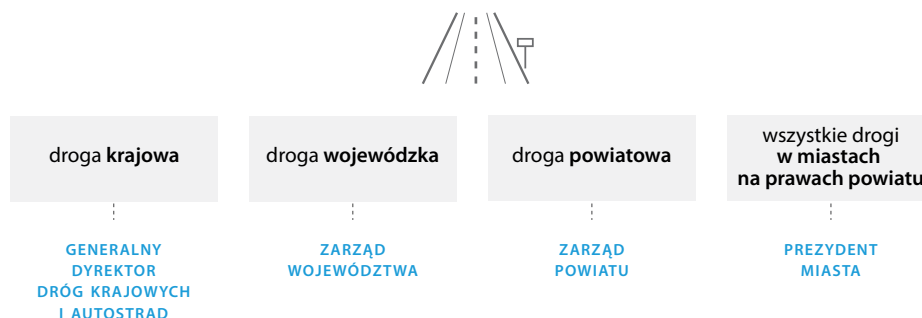 droga krajowa
droga wojewódzka
droga powiatowa
wszystkie drogi
w miastach
na prawach powiatu
GENERALNY
DYREKTOR
DRÓG KRAJOWYCH
I AUTOSTRAD
ZARZĄD
WOJEWÓDZTWA
ZARZĄD
POWIATU
PREZYDENT
MIASTA